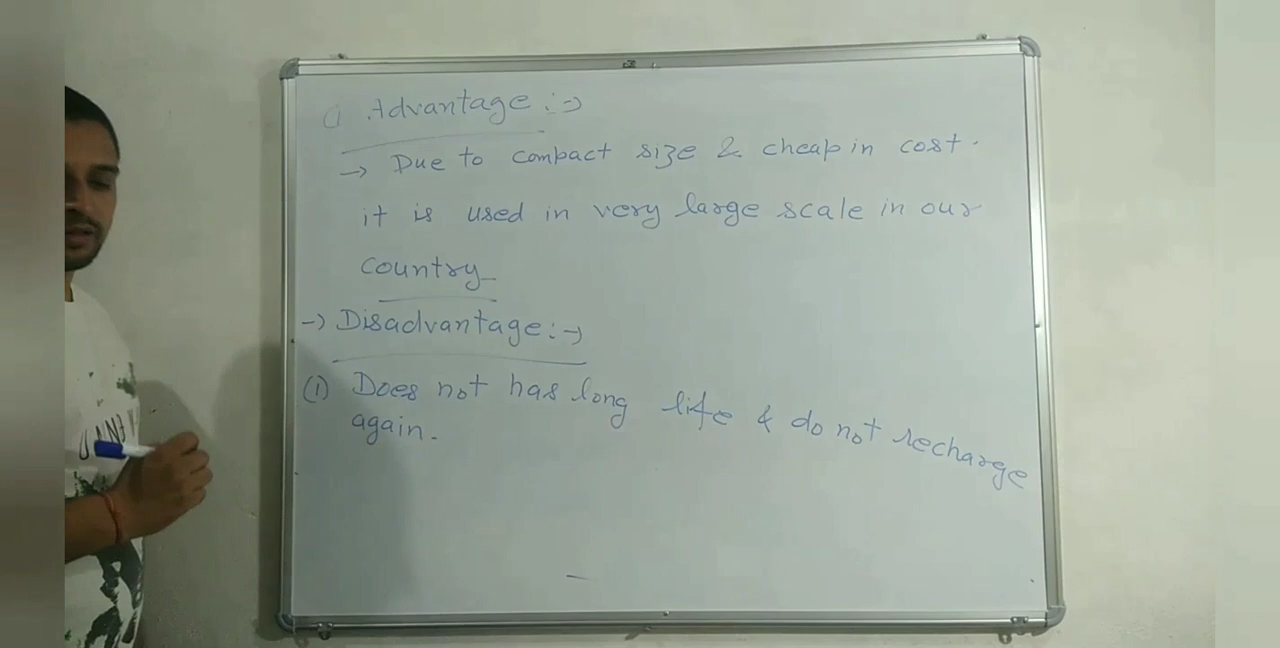 (1) Advantage :->
-> Due to compact size & cheap in cost.
it is used in very large scale in our
country
-> Disadvantage :->
(1) Does not has long life & do not recharge
again.